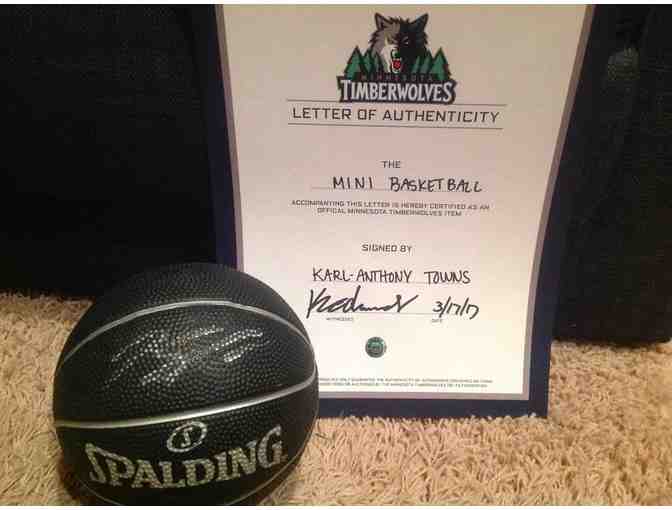 MINNESOTA
TIMBERWOLVES
LETTER OF AUTHENTICITY
THE
MINI BASKETBALL
ACCOMPANYING THIS LETTER IS HEREBY CERTIFIED AS AN
OFFICIAL MINNESOTA TIMBERWOLVES ITEM
SIGNED BY
KARL-ANTHONY TOWNS
3/17/17
WITNESSED
DATE
SPALDING